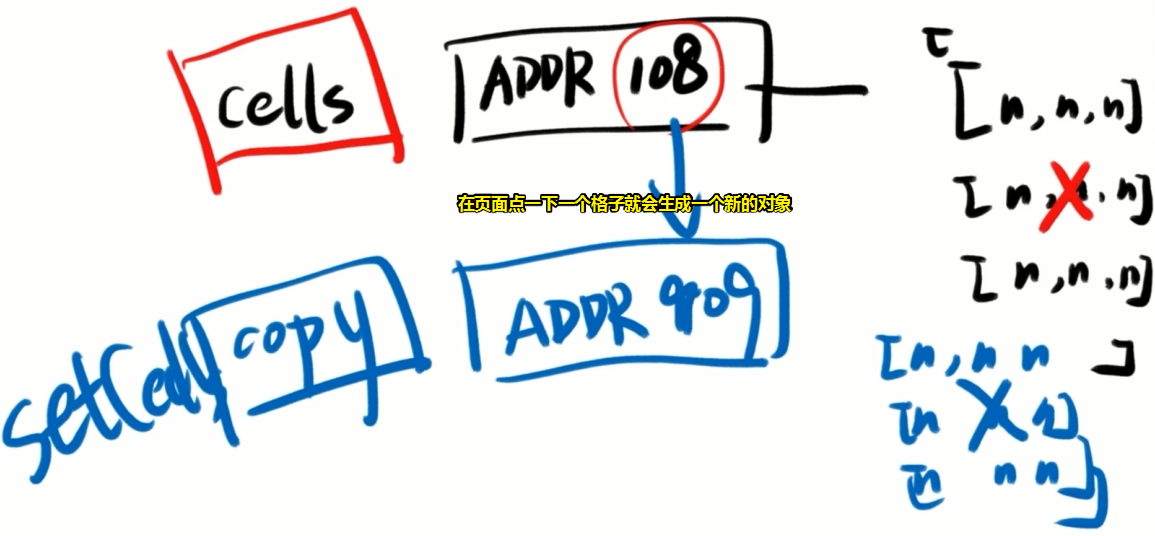 cells
ADDR 108
[
[n,n,n]
[n, ,n]
[n,n,n]
]
在页面点一下一个格子就会生成一个新的对象
setCells
copy
ADDR 909
[n,n n
[n X n]
[n n n]]